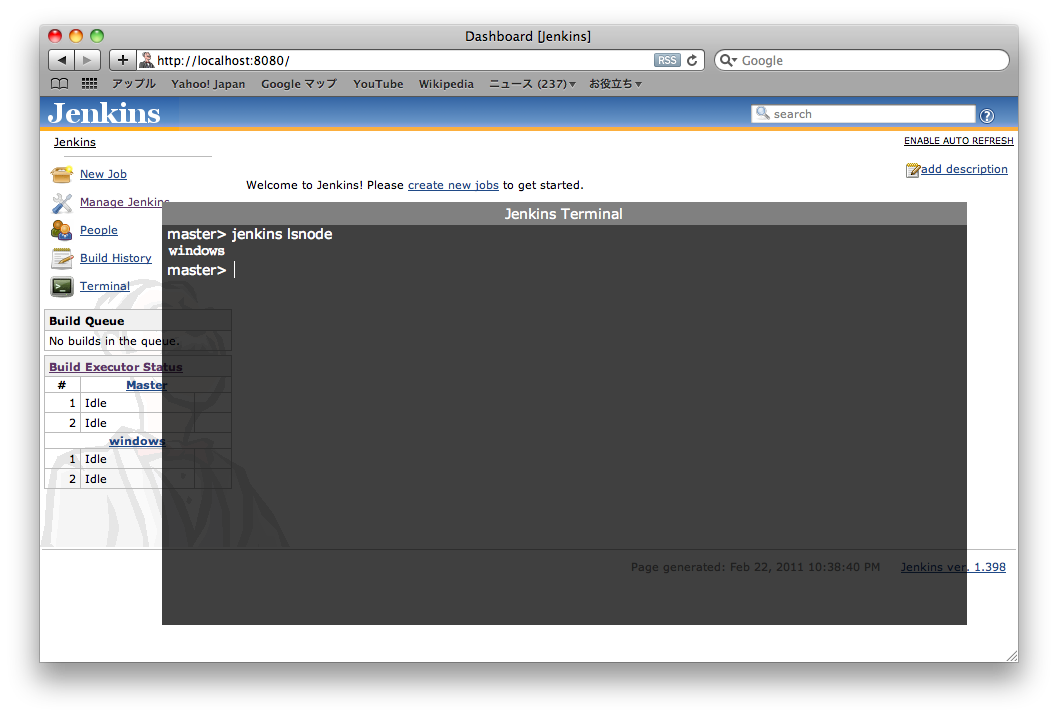 Dashboard [Jenkins]
http://localhost:8080/
RSS
Google
アップル Yahoo! Japan Google マップ YouTube Wikipedia ニュース (237)▾ お役立ち▾
Jenkins
search
?
Jenkins
ENABLE AUTO REFRESH
New Job
add description
Welcome to Jenkins! Please create new jobs to get started.
Manage Jenkins
Jenkins Terminal
People
master> jenkins lsnode
windows
Build History
master>
Terminal
Build Queue
No builds in the queue.
Build Executor Status
# Master
1 Idle
2 Idle
windows
1 Idle
2 Idle
Page generated: Feb 22, 2011 10:38:40 PM Jenkins ver. 1.398